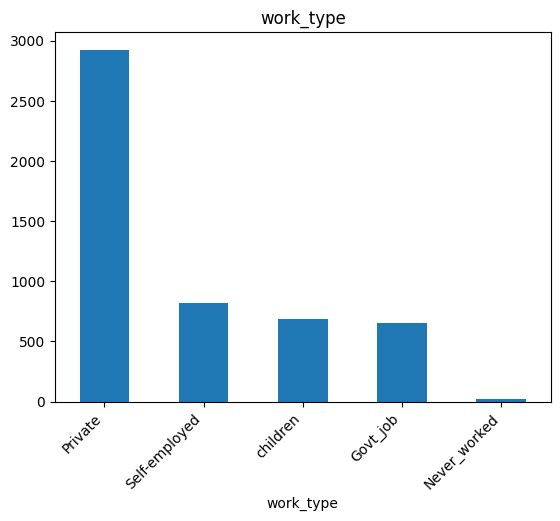 work_type
3000
2500
2000
1500
1000
500
0
Private
Self-employed
children
Govt_job
Never_worked
work_type